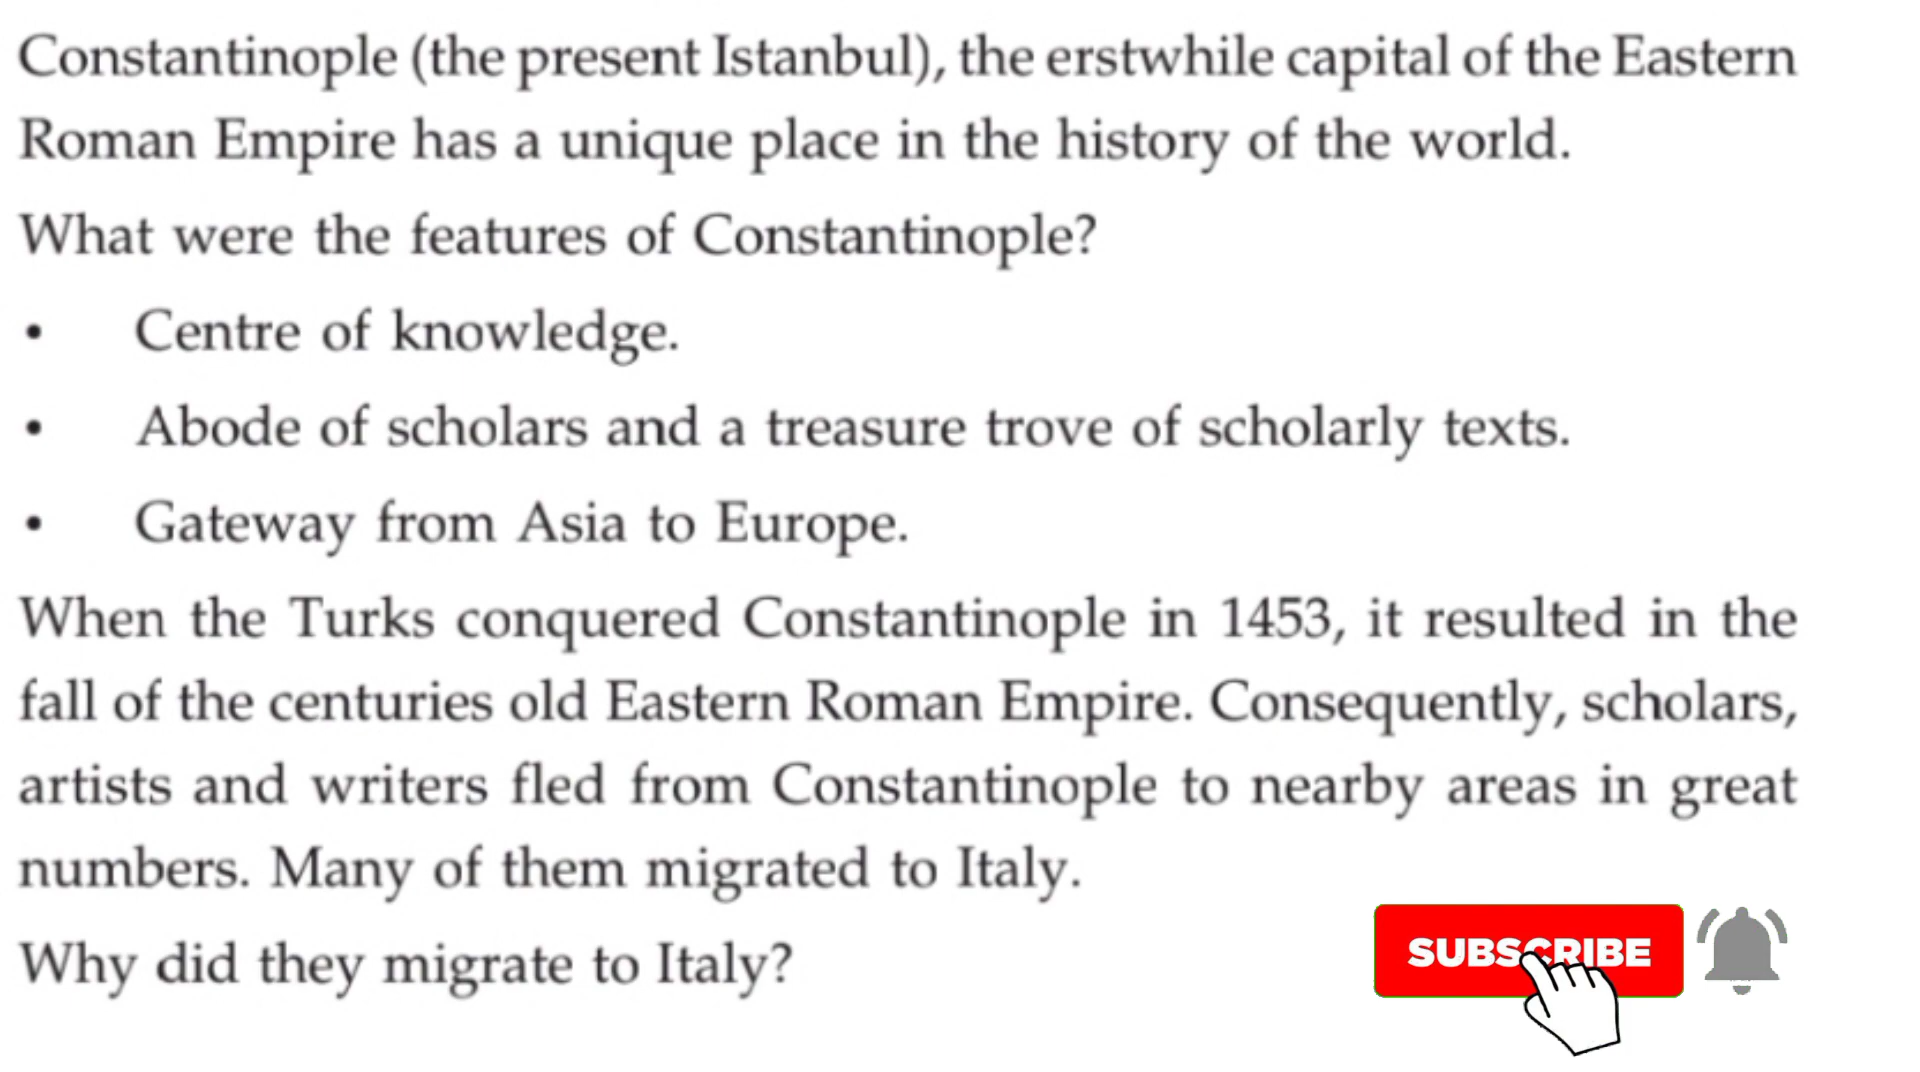 Constantinople (the present Istanbul), the erstwhile capital of the Eastern
Roman Empire has a unique place in the history of the world.
What were the features of Constantinople?
• Centre of knowledge.
• Abode of scholars and a treasure trove of scholarly texts.
• Gateway from Asia to Europe.
When the Turks conquered Constantinople in 1453, it resulted in the
fall of the centuries old Eastern Roman Empire. Consequently, scholars,
artists and writers fled from Constantinople to nearby areas in great
numbers. Many of them migrated to Italy.
Why did they migrate to Italy?
SUBSCRIBE